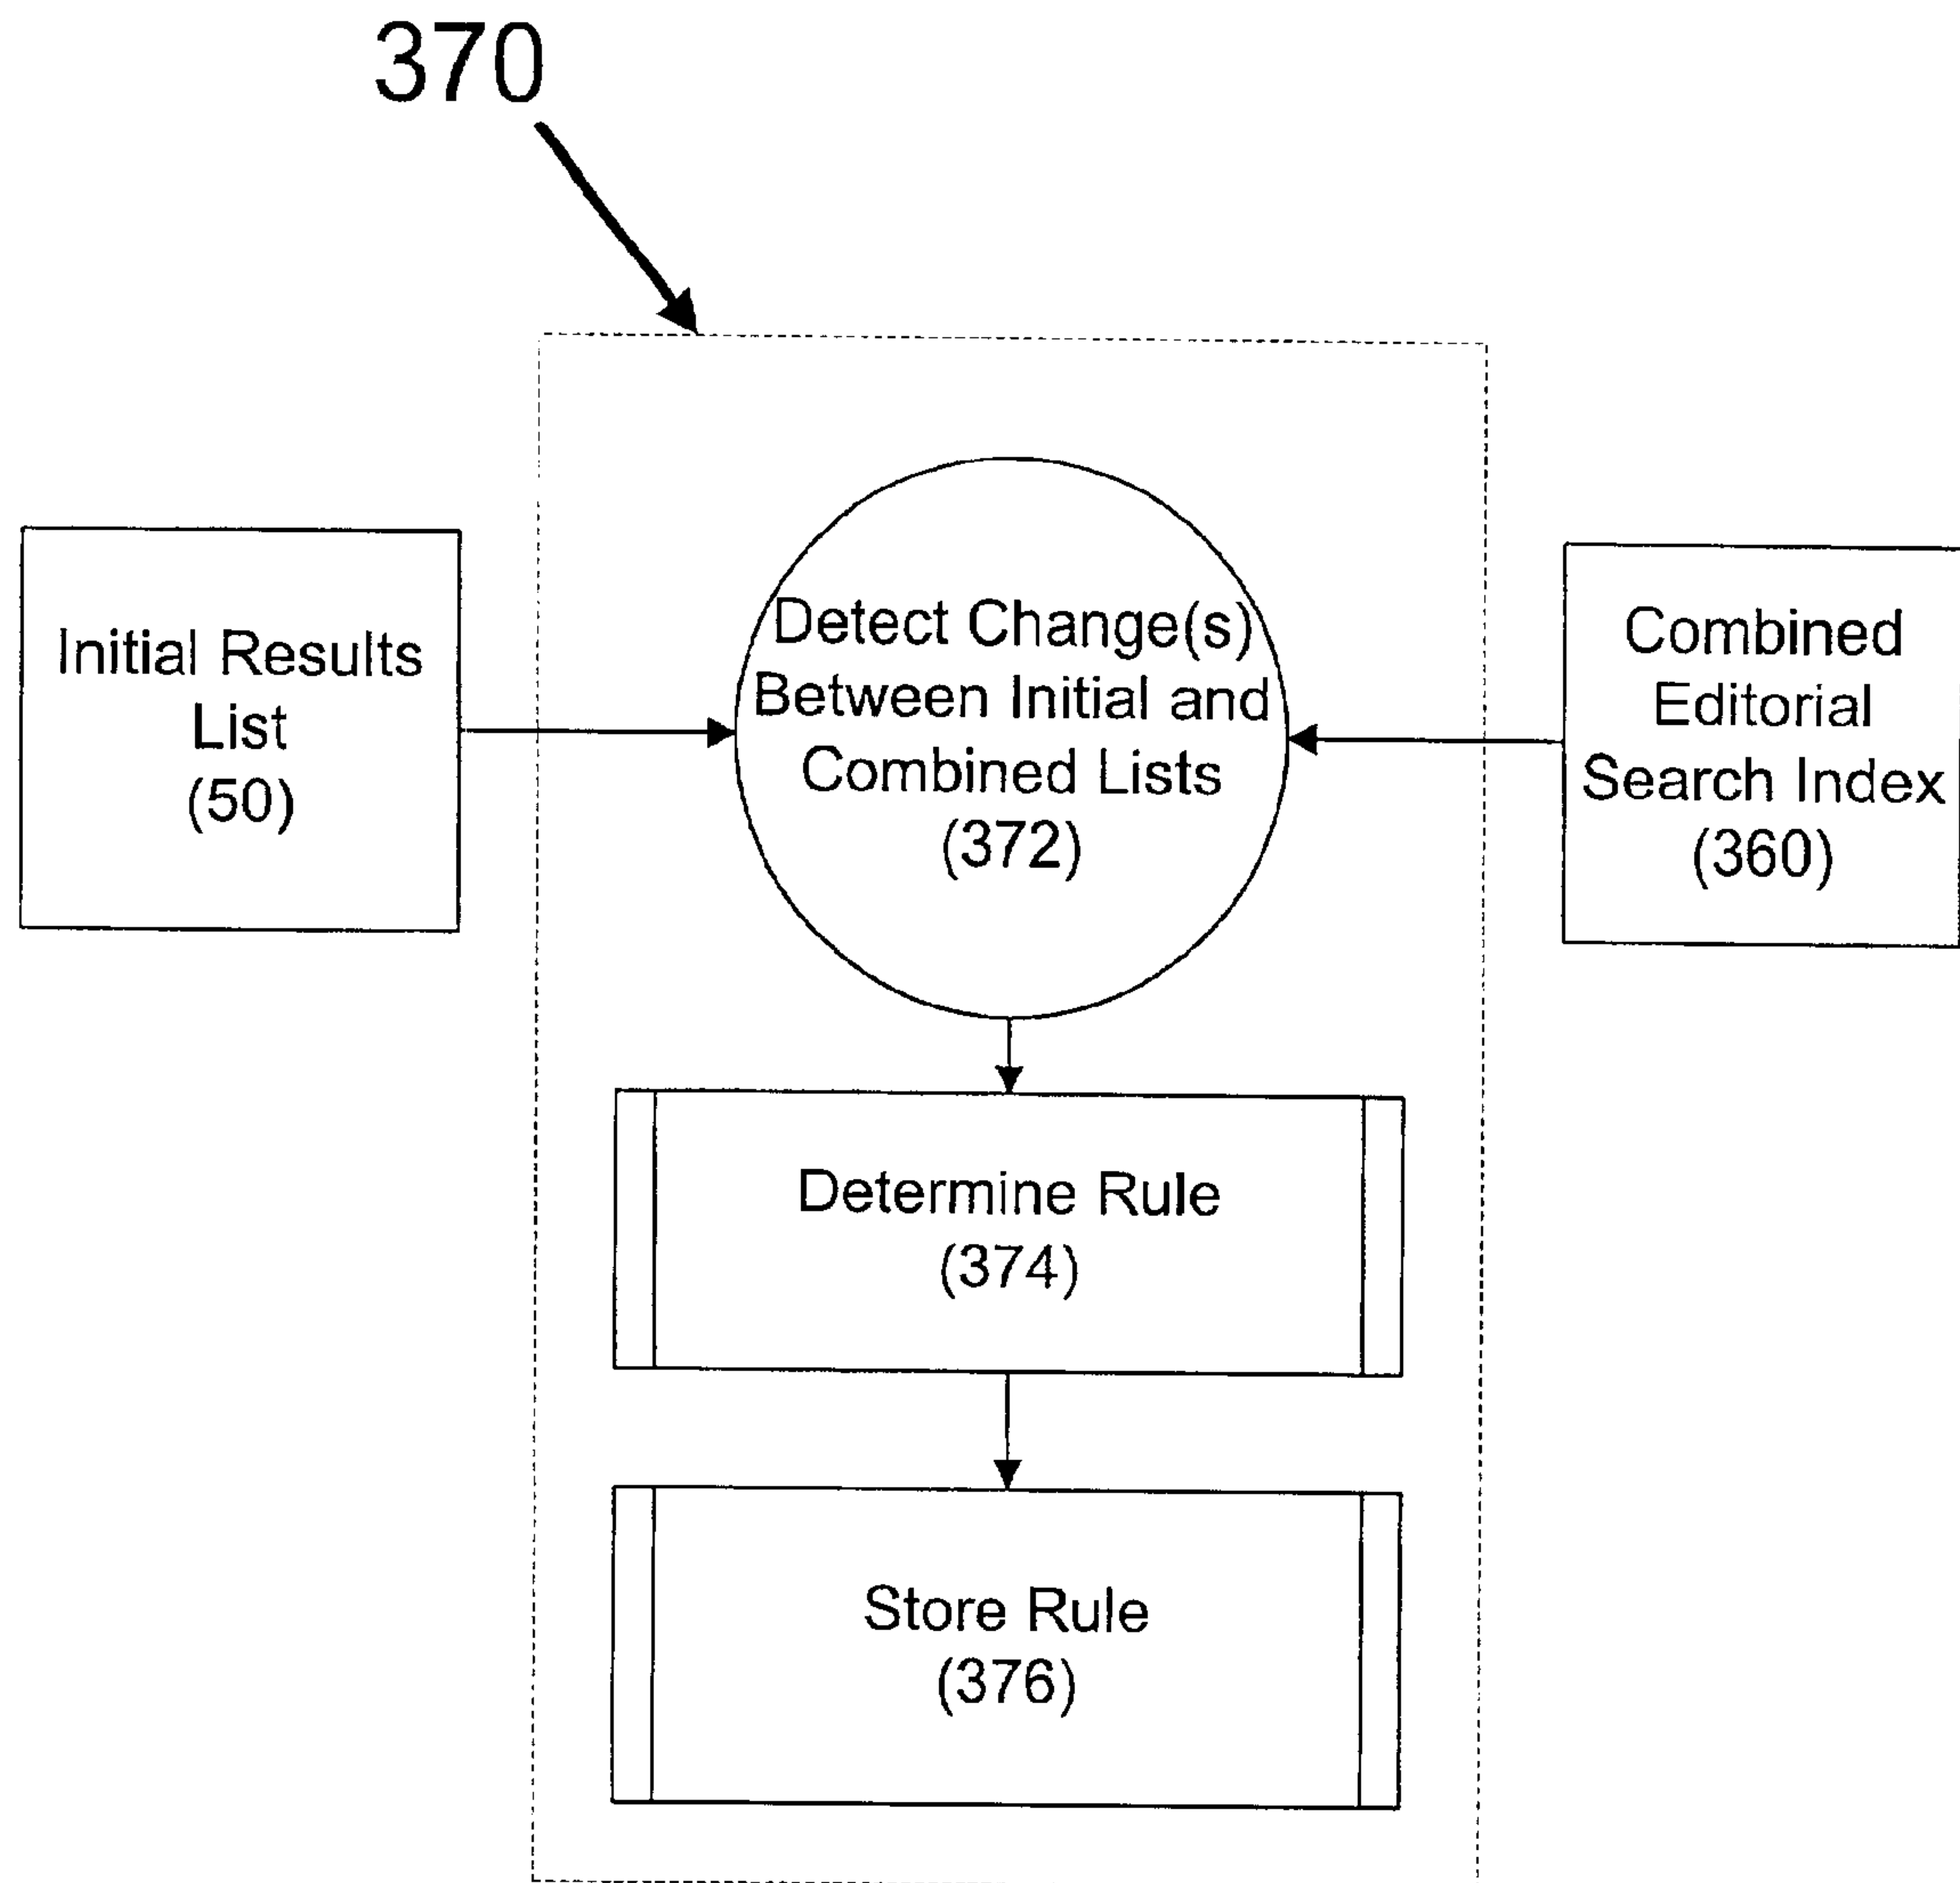 370
Initial Results
List
(50)
Detect Change(s)
Between Initial and
Combined Lists
(372)
Combined
Editorial
Search Index
(360)
Determine Rule
(374)
Store Rule
(376)